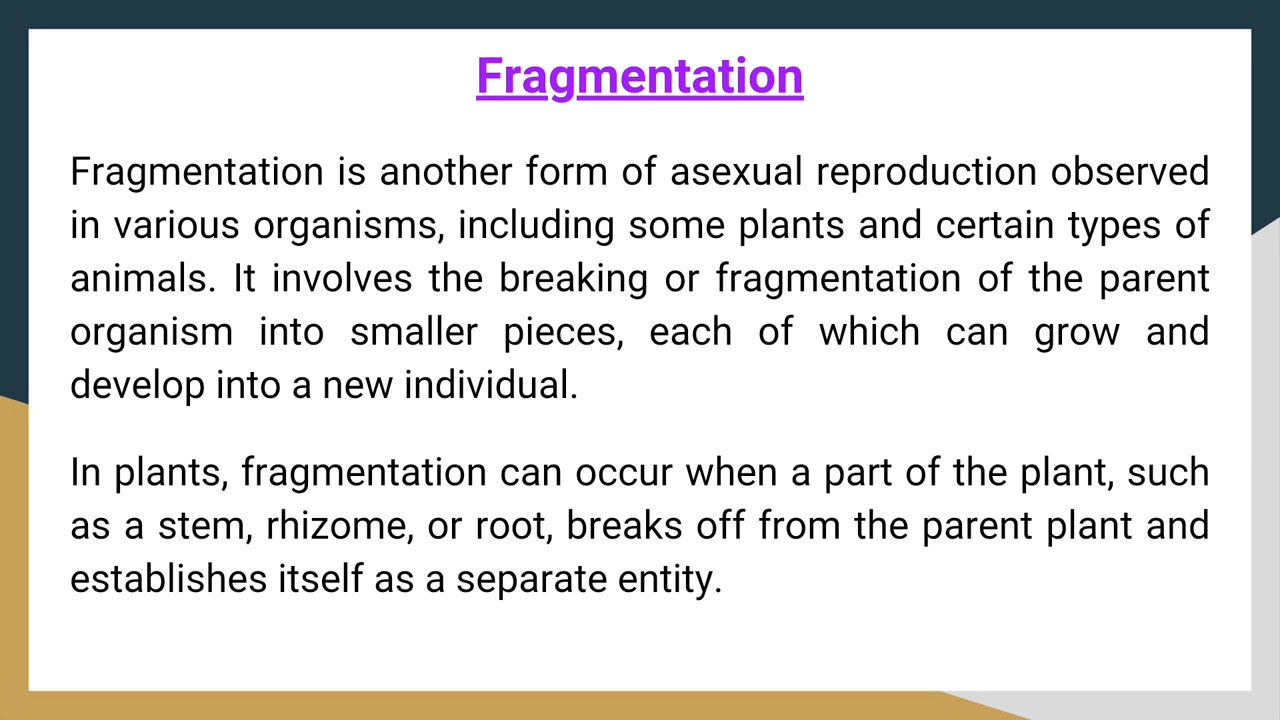 Fragmentation
Fragmentation is another form of asexual reproduction observed
in various organisms, including some plants and certain types of
animals. It involves the breaking or fragmentation of the parent
organism into smaller pieces, each of which can grow and
develop into a new individual.
In plants, fragmentation can occur when a part of the plant, such
as a stem, rhizome, or root, breaks off from the parent plant and
establishes itself as a separate entity.